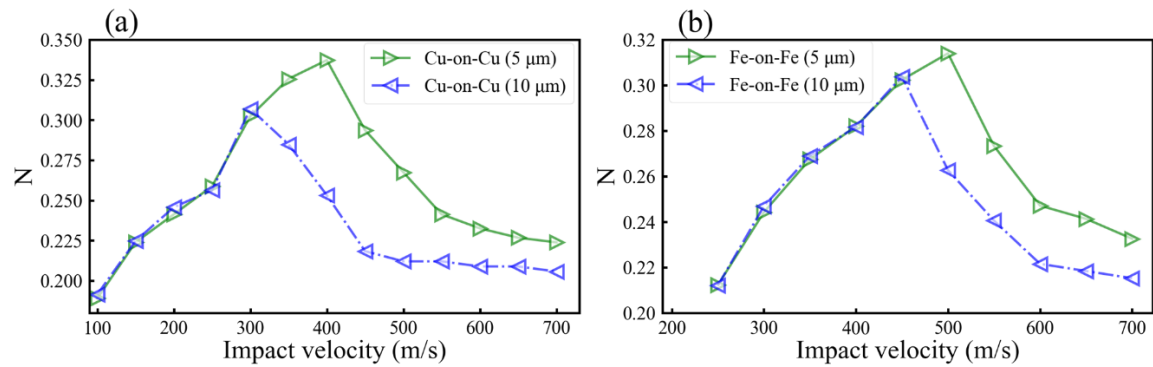 (a)
N
0.350
0.325
0.300
0.275
0.250
0.225
0.200
Cu-on-Cu (5 μm)
Cu-on-Cu (10 μm)
100 200 300 400 500 600 700
Impact velocity (m/s)
(b)
N
0.32
0.30
0.28
0.26
0.24
0.22
0.20
Fe-on-Fe (5 μm)
Fe-on-Fe (10 μm)
200 300 400 500 600 700
Impact velocity (m/s)